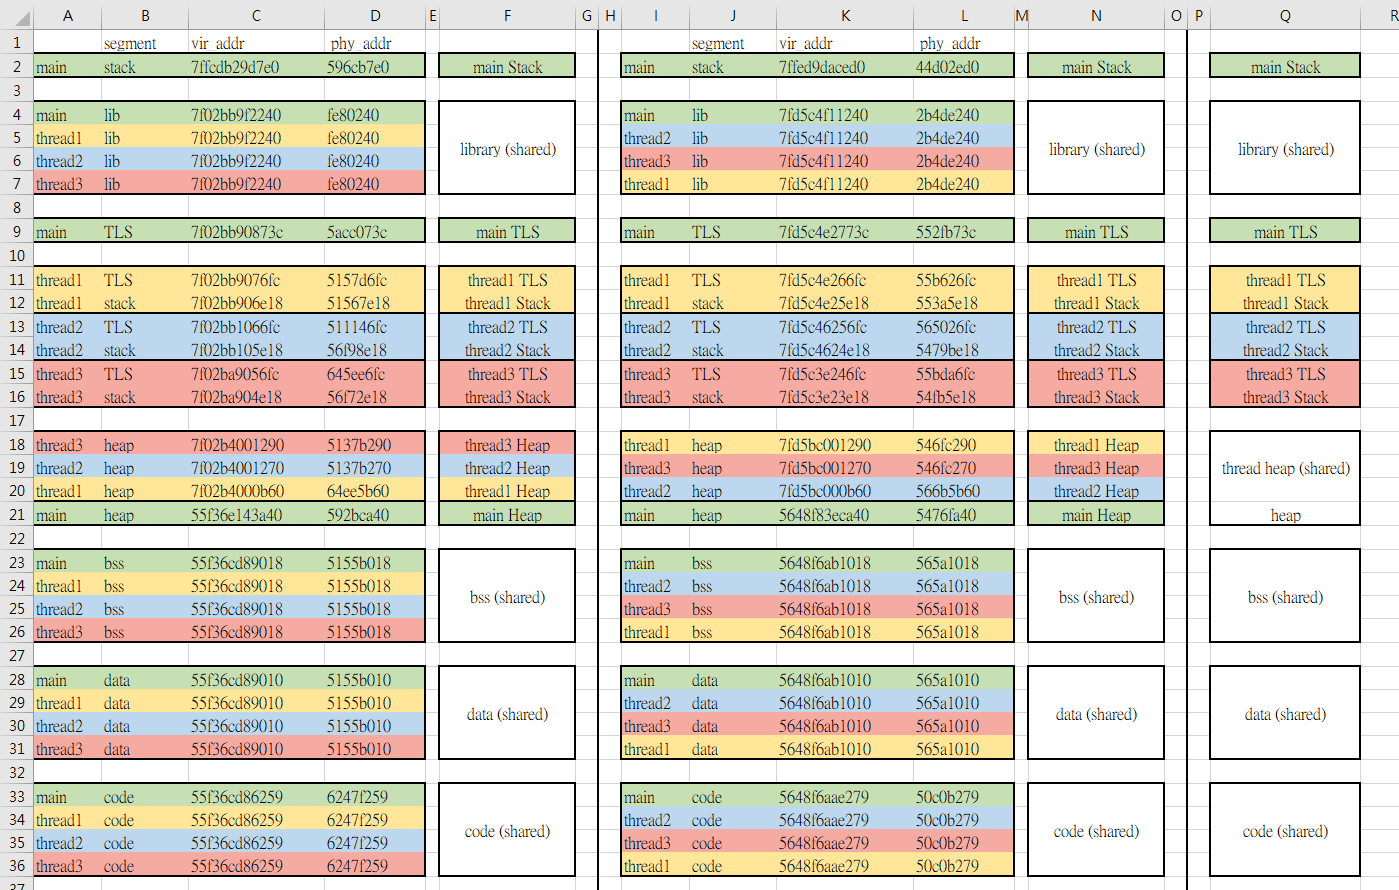 A B C D E F G H I J K L M N O P Q R
1 segment vir_addr phy_addr segment vir_addr phy_addr
2 main stack 7ffcdb29d7e0 596cb7e0 main Stack main stack 7ffed9daced0 44d02ed0 main Stack main Stack
3
4 main lib 7f02bb9f2240 fe80240 main lib 7fd5c4f11240 2b4de240
5 thread1 lib 7f02bb9f2240 fe80240 thread2 lib 7fd5c4f11240 2b4de240
library (shared) library (shared) library (shared)
6 thread2 lib 7f02bb9f2240 fe80240 thread3 lib 7fd5c4f11240 2b4de240
7 thread3 lib 7f02bb9f2240 fe80240 thread1 lib 7fd5c4f11240 2b4de240
8
9 main TLS 7f02bb90873c 5acc073c main TLS main TLS 7fd5c4e2773c 552fb73c main TLS main TLS
10
11 thread1 TLS 7f02bb9076fc 5157d6fc thread1 TLS thread1 TLS 7fd5c4e266fc 55b626fc thread1 TLS thread1 TLS
12 thread1 stack 7f02bb906e18 51567e18 thread1 Stack thread1 stack 7fd5c4e25e18 553a5e18 thread1 Stack thread1 Stack
13 thread2 TLS 7f02bb1066fc 511146fc thread2 TLS thread2 TLS 7fd5c46256fc 565026fc thread2 TLS thread2 TLS
14 thread2 stack 7f02bb105e18 56f98e18 thread2 Stack thread2 stack 7fd5c4624e18 5479be18 thread2 Stack thread2 Stack
15 thread3 TLS 7f02ba9056fc 645ee6fc thread3 TLS thread3 TLS 7fd5c3e246fc 55bda6fc thread3 TLS thread3 TLS
16 thread3 stack 7f02ba904e18 56f72e18 thread3 Stack thread3 stack 7fd5c3e23e18 54fb5e18 thread3 Stack thread3 Stack
17
18 thread3 heap 7f02b4001290 5137b290 thread3 Heap thread1 heap 7fd5bc001290 546fc290 thread1 Heap
19 thread2 heap 7f02b4001270 5137b270 thread2 Heap thread3 heap 7fd5bc001270 546fc270 thread3 Heap thread heap (shared)
20 thread1 heap 7f02b4000b60 64ee5b60 thread1 Heap thread2 heap 7fd5bc000b60 566b5b60 thread2 Heap
21 main heap 55f36e143a40 592bca40 main Heap main heap 5648f83eca40 5476fa40 main Heap heap
22
23 main bss 55f36cd89018 5155b018 main bss 5648f6ab1018 565a1018
24 thread1 bss 55f36cd89018 5155b018 thread2 bss 5648f6ab1018 565a1018
bss (shared) bss (shared) bss (shared)
25 thread2 bss 55f36cd89018 5155b018 thread3 bss 5648f6ab1018 565a1018
26 thread3 bss 55f36cd89018 5155b018 thread1 bss 5648f6ab1018 565a1018
27
28 main data 55f36cd89010 5155b010 main data 5648f6ab1010 565a1010
29 thread1 data 55f36cd89010 5155b010 thread2 data 5648f6ab1010 565a1010
data (shared) data (shared) data (shared)
30 thread2 data 55f36cd89010 5155b010 thread3 data 5648f6ab1010 565a1010
31 thread3 data 55f36cd89010 5155b010 thread1 data 5648f6ab1010 565a1010
32
33 main code 55f36cd86259 6247f259 main code 5648f6aae279 50c0b279
34 thread1 code 55f36cd86259 6247f259 thread2 code 5648f6aae279 50c0b279
code (shared) code (shared) code (shared)
35 thread2 code 55f36cd86259 6247f259 thread3 code 5648f6aae279 50c0b279
36 thread3 code 55f36cd86259 6247f259 thread1 code 5648f6aae279 50c0b279
37